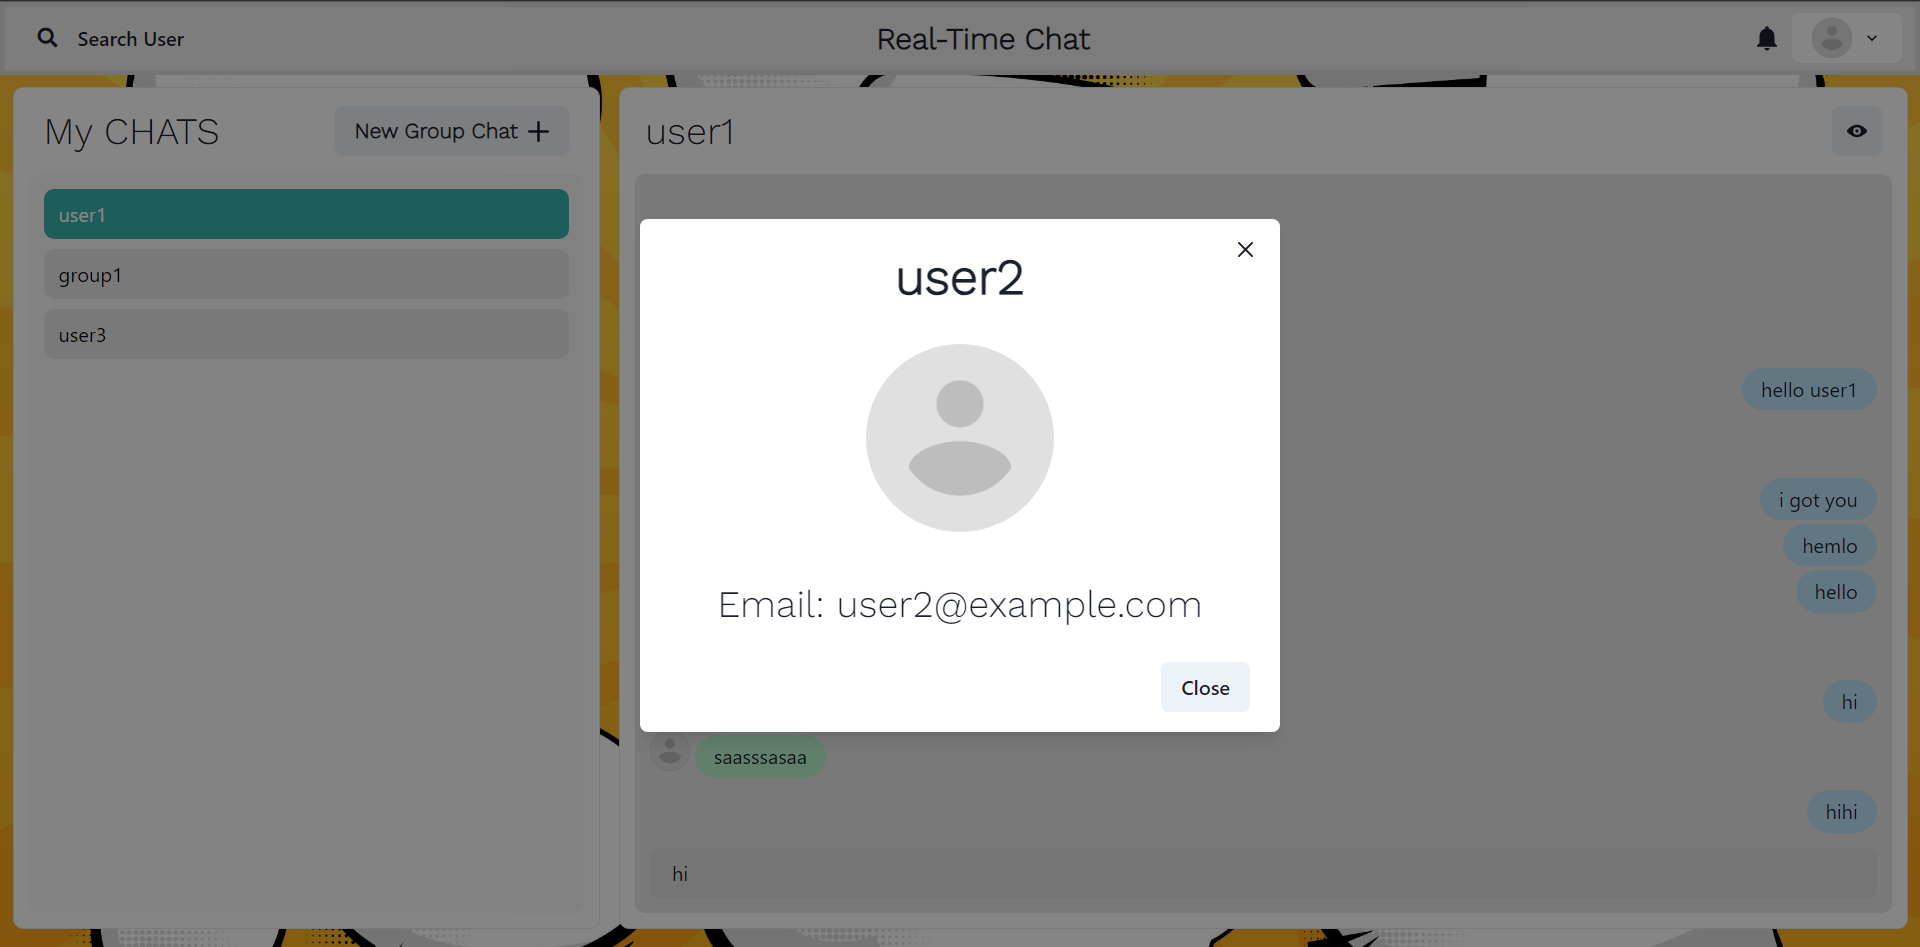 Search User
Real-Time Chat
My CHATS
New Group Chat
user1
group1
user3
user1
hello user1
i got you
hemlo
hello
hi
saasssasaa
hihi
hi
user2
Email: user2@example.com
Close